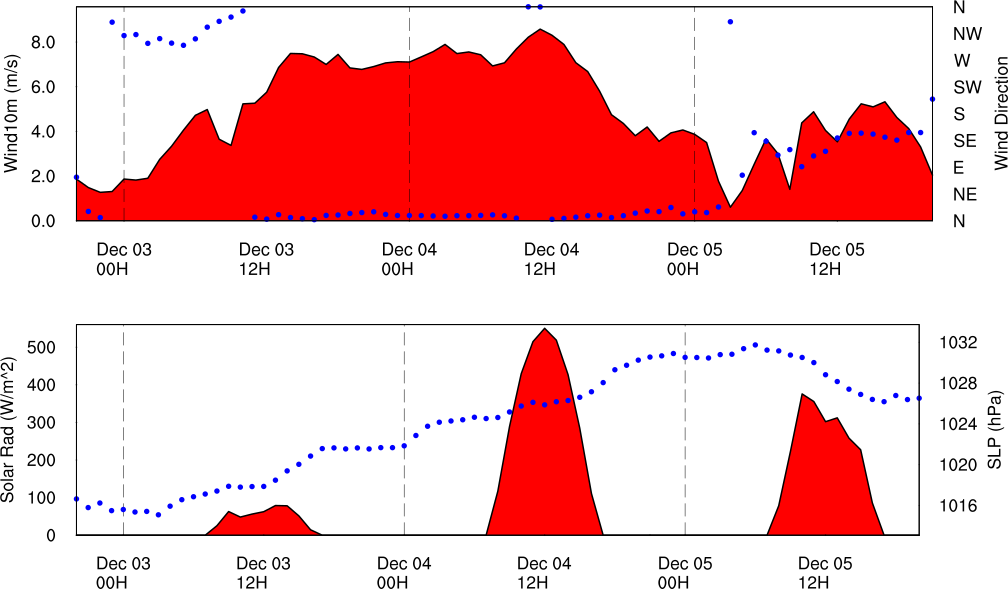 N
8.0
NW
W
6.0
SW
Wind10m (m/s)
Wind Direction
S
4.0
SE
E
2.0
NE
0.0
N
Dec 03 Dec 03 Dec 04 Dec 04 Dec 05 Dec 05
00H 12H 00H 12H 00H 12H
500
1032
400
1028
Solar Rad (W/m^2)
SLP (hPa)
300
1024
200
1020
100
1016
0
Dec 03 Dec 03 Dec 04 Dec 04 Dec 05 Dec 05
00H 12H 00H 12H 00H 12H